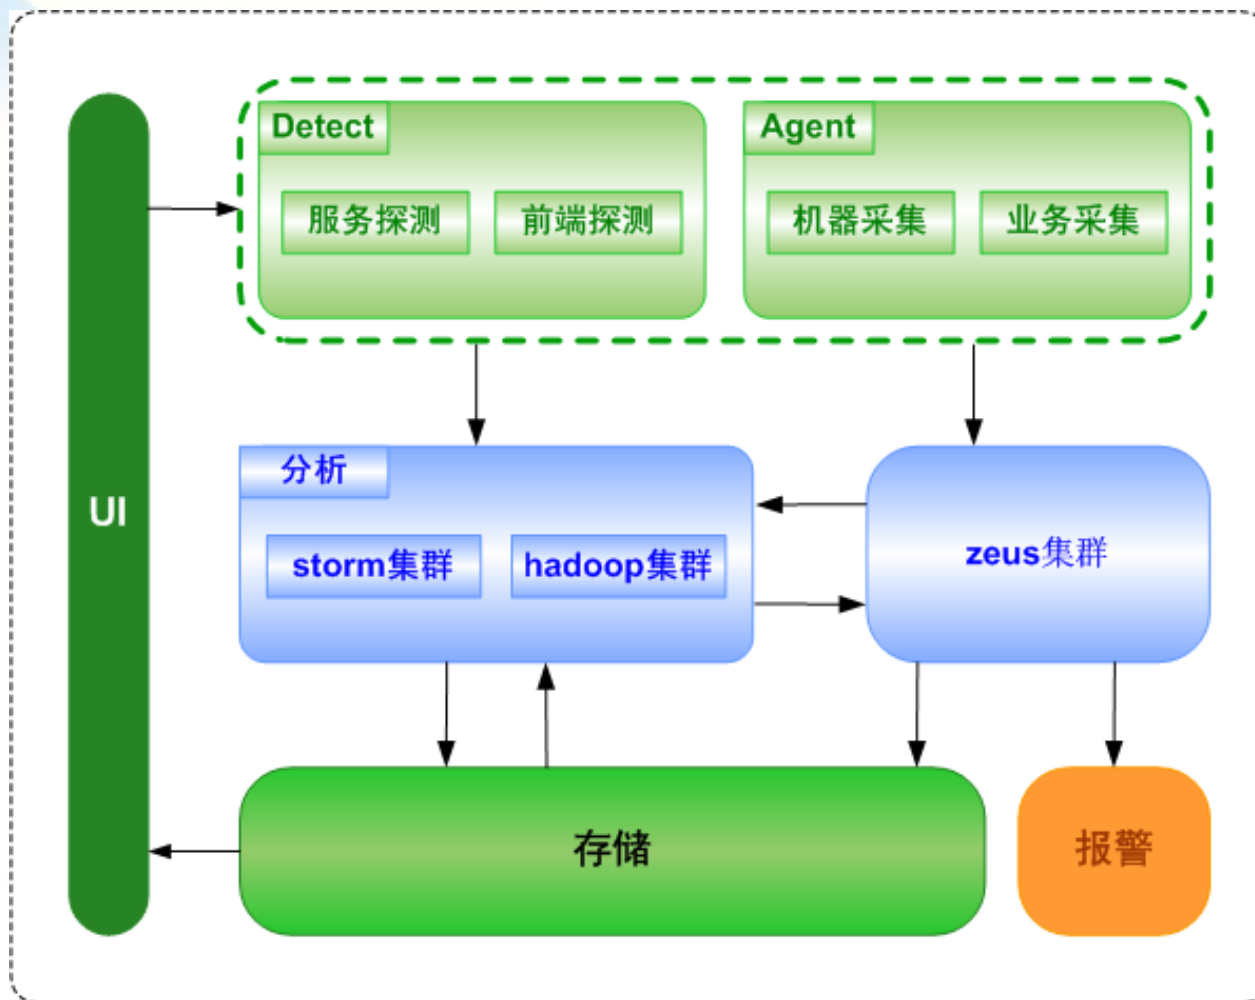 Detect
Agent
服务探测
前端探测
机器采集
业务采集
UI
分析
storm集群
hadoop集群
zeus集群
存储
报警